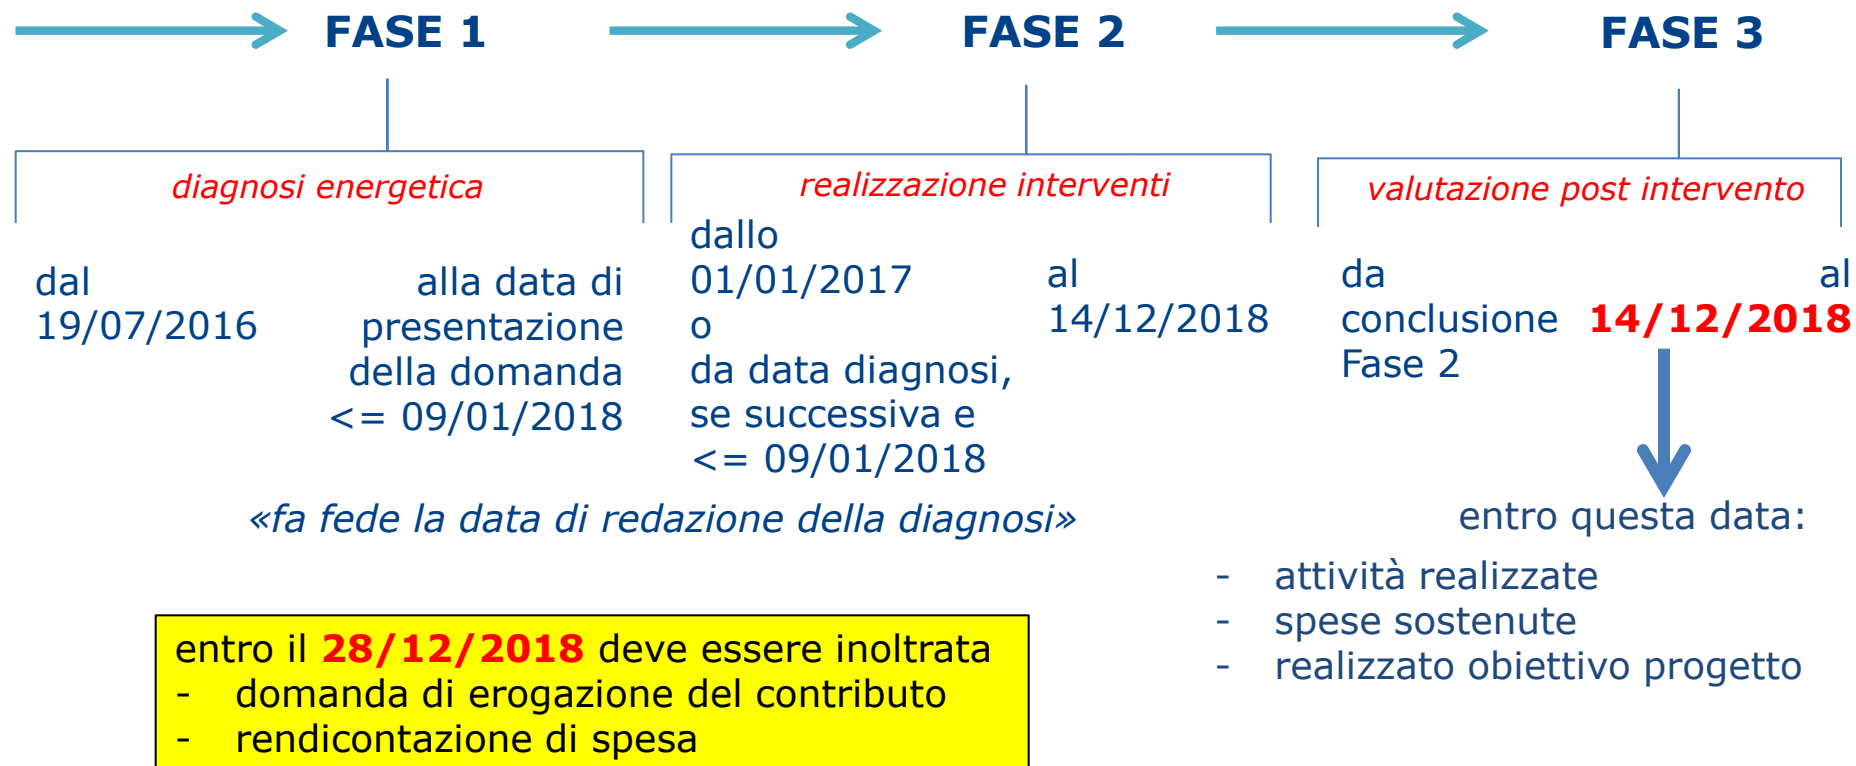 FASE 1
FASE 2
FASE 3
diagnosi energetica
realizzazione interventi
valutazione post intervento
dal
19/07/2016
alla data di
presentazione
della domanda
<= 09/01/2018
dallo
01/01/2017
o
da data diagnosi,
se successiva e
<= 09/01/2018
al
14/12/2018
da
conclusione
Fase 2
al
14/12/2018
«fa fede la data di redazione della diagnosi»
entro questa data:
- attività realizzate
- spese sostenute
- realizzato obiettivo progetto
entro il 28/12/2018 deve essere inoltrata
- domanda di erogazione del contributo
- rendicontazione di spesa